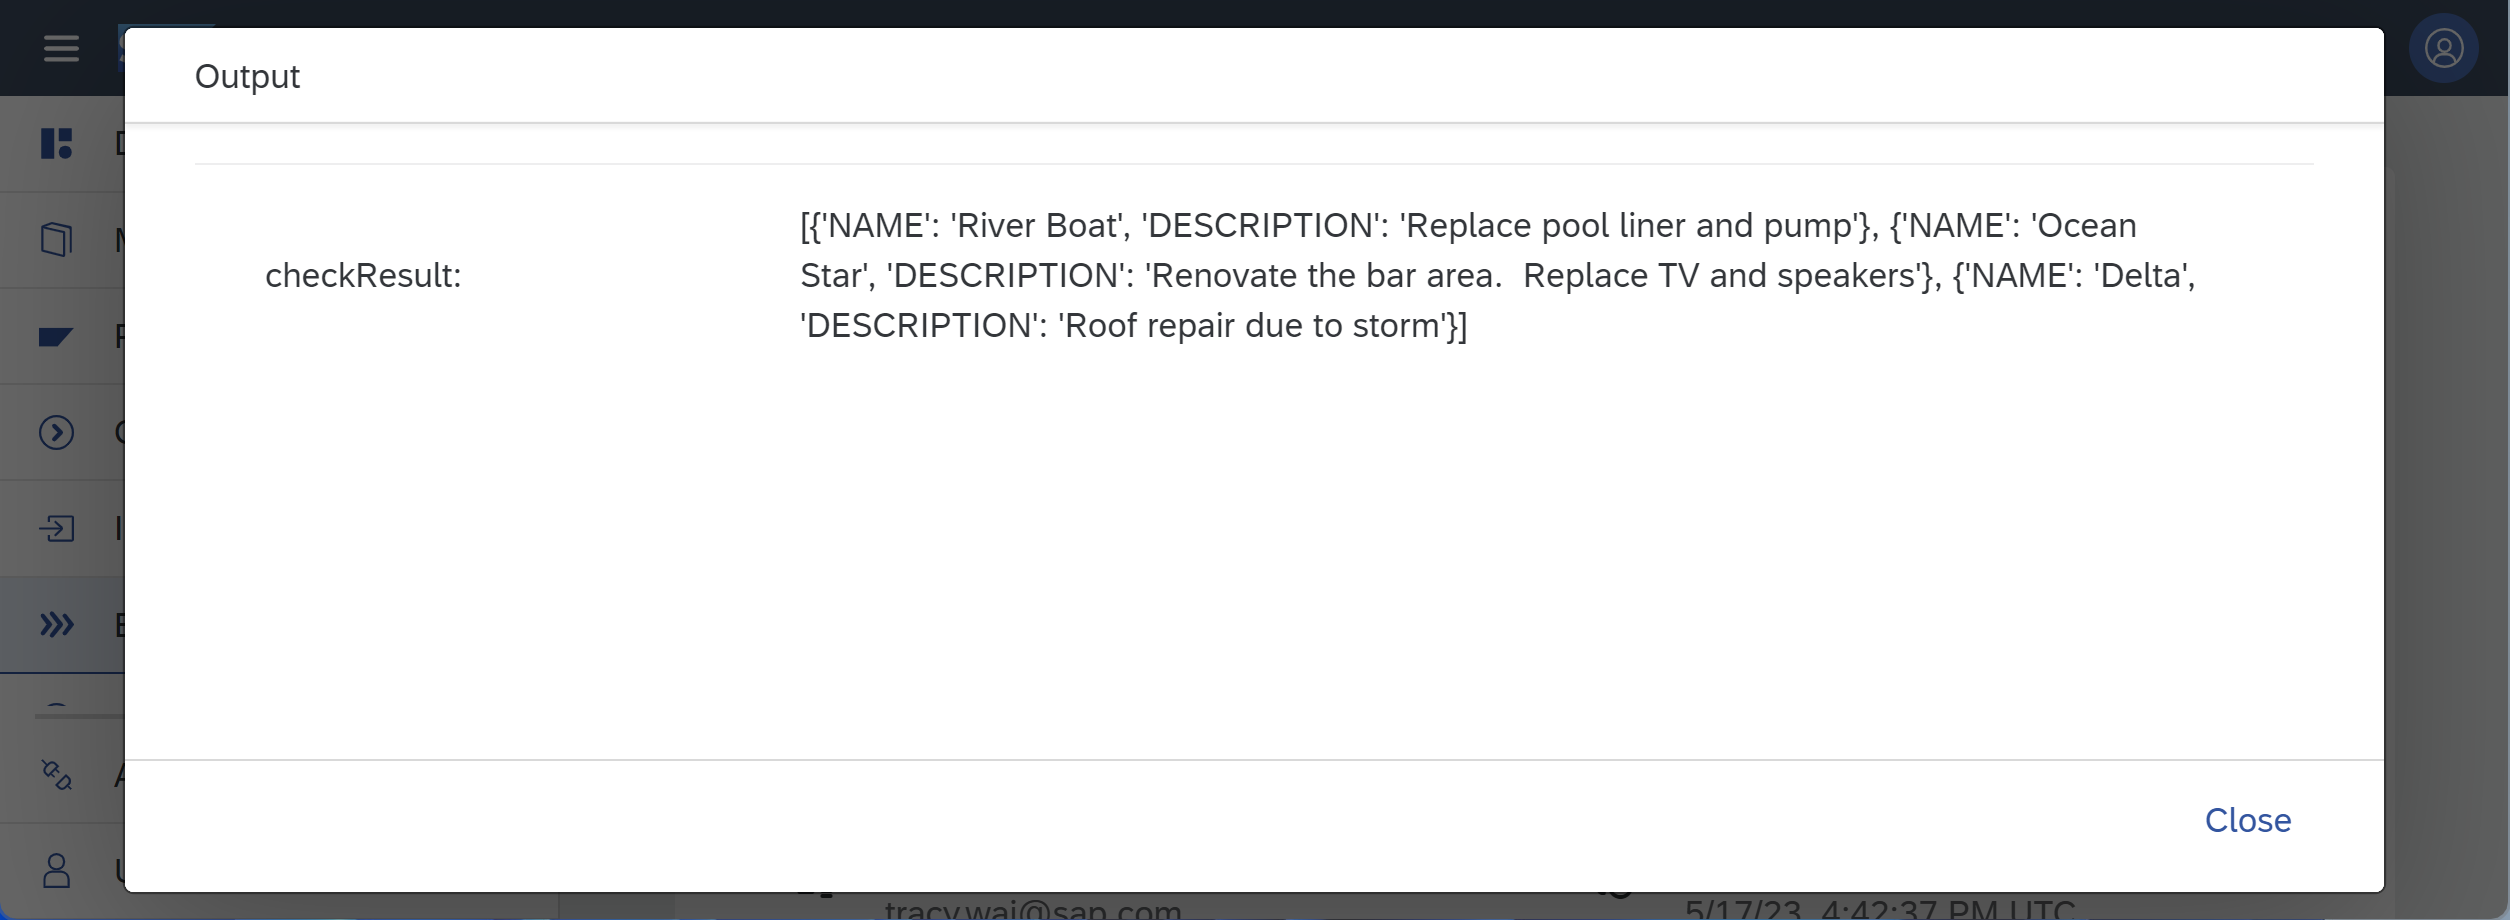 Output
checkResult:
[{'NAME': 'River Boat', 'DESCRIPTION': 'Replace pool liner and pump'}, {'NAME': 'Ocean
Star', 'DESCRIPTION': 'Renovate the bar area.  Replace TV and speakers'}, {'NAME': 'Delta',
'DESCRIPTION': 'Roof repair due to storm'}]
Close
tracy.wai@sap.com
5/17/23, 4:42:37 PM UTC